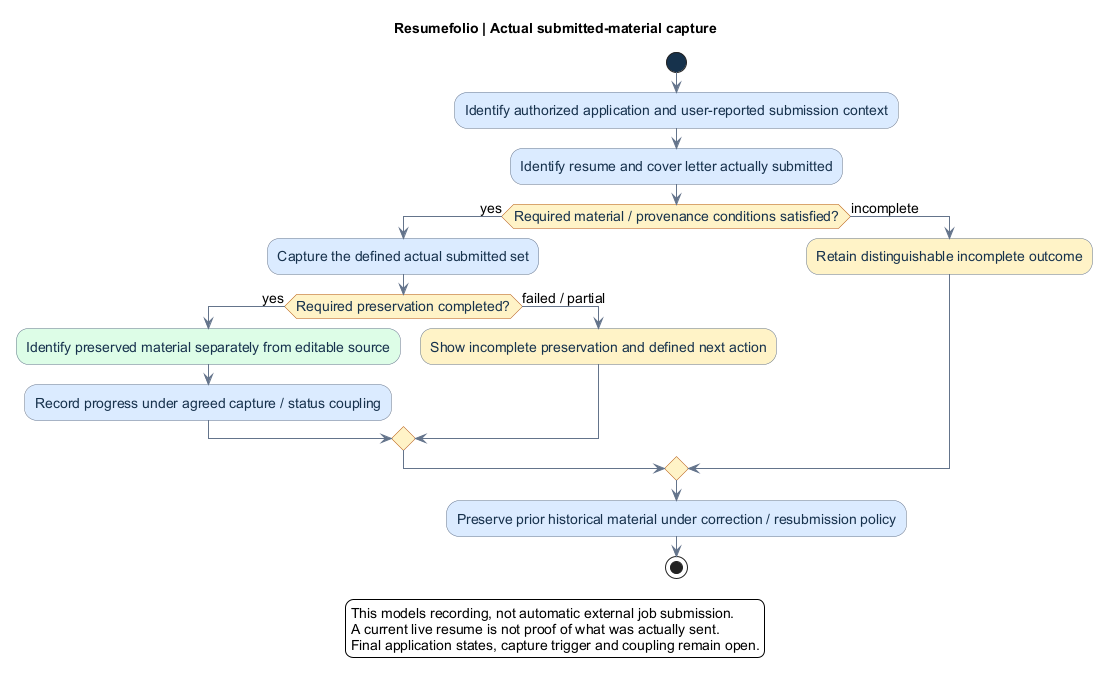 Resumefolio | Actual submitted-material capture
Identify authorized application and user-reported submission context
Identify resume and cover letter actually submitted
yes
Required material / provenance conditions satisfied?
incomplete
Capture the defined actual submitted set
Retain distinguishable incomplete outcome
yes
Required preservation completed?
failed / partial
Identify preserved material separately from editable source
Show incomplete preservation and defined next action
Record progress under agreed capture / status coupling
Preserve prior historical material under correction / resubmission policy
This models recording, not automatic external job submission.
A current live resume is not proof of what was actually sent.
Final application states, capture trigger and coupling remain open.